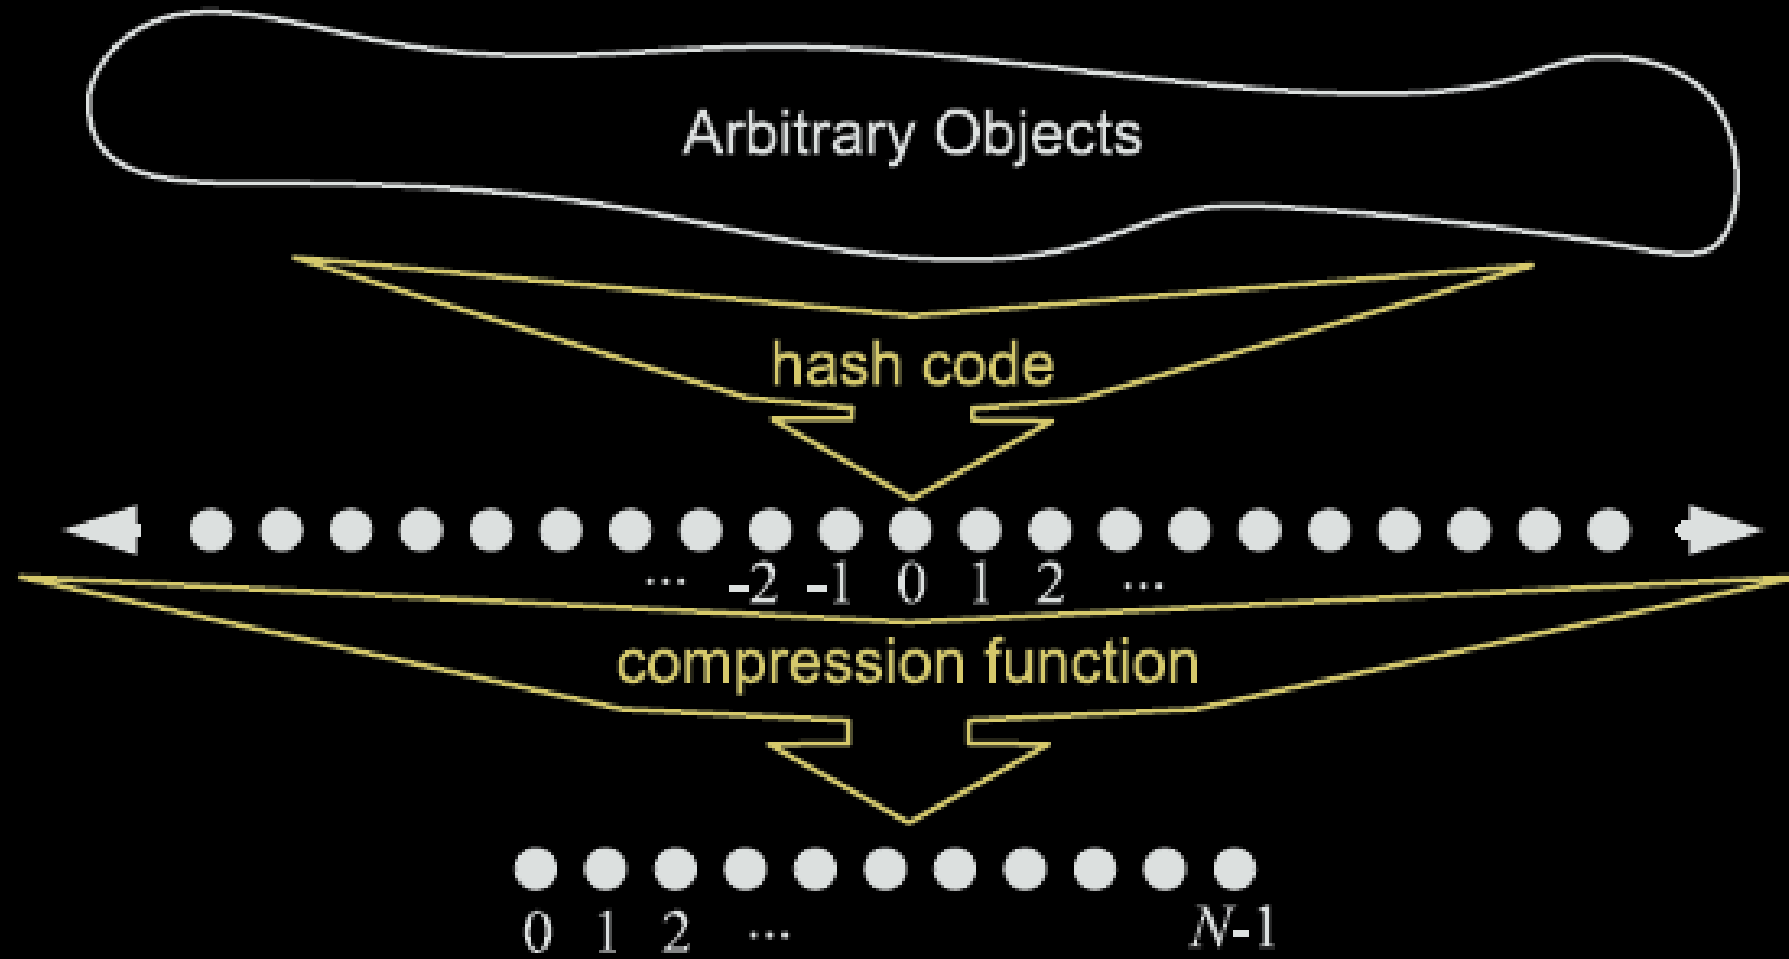 Arbitrary Objects
hash code
... -2 -1 0 1 2 ...
compression function
0 1 2 ... N-1